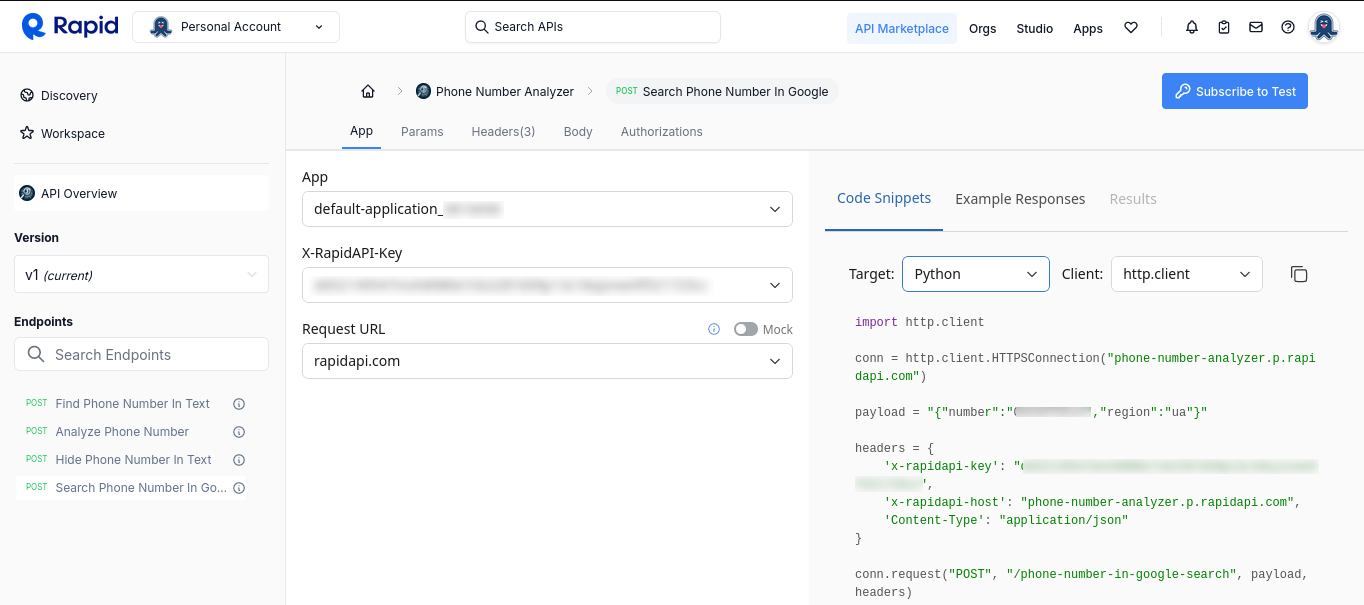 Rapid
Personal Account
Search APIs
API Marketplace
Orgs
Studio
Apps
Discovery
Workspace
API Overview
Version
v1 (current)
Endpoints
Search Endpoints
POST Find Phone Number In Text
POST Analyze Phone Number
POST Hide Phone Number In Text
POST Search Phone Number In Go...
Phone Number Analyzer
POST Search Phone Number In Google
Subscribe to Test
App
Params
Headers(3)
Body
Authorizations
App
default-application_
X-RapidAPI-Key
Request URL
Mock
rapidapi.com
Code Snippets
Example Responses
Results
Target:
Python
Client:
http.client
import http.client
conn = http.client.HTTPSConnection("phone-number-analyzer.p.rapi
dapi.com")
payload = "{"number":" ","region":"ua"}"
headers = {
'x-rapidapi-key': "
",
'x-rapidapi-host': "phone-number-analyzer.p.rapidapi.com",
'Content-Type': "application/json"
}
conn.request("POST", "/phone-number-in-google-search", payload,
headers)